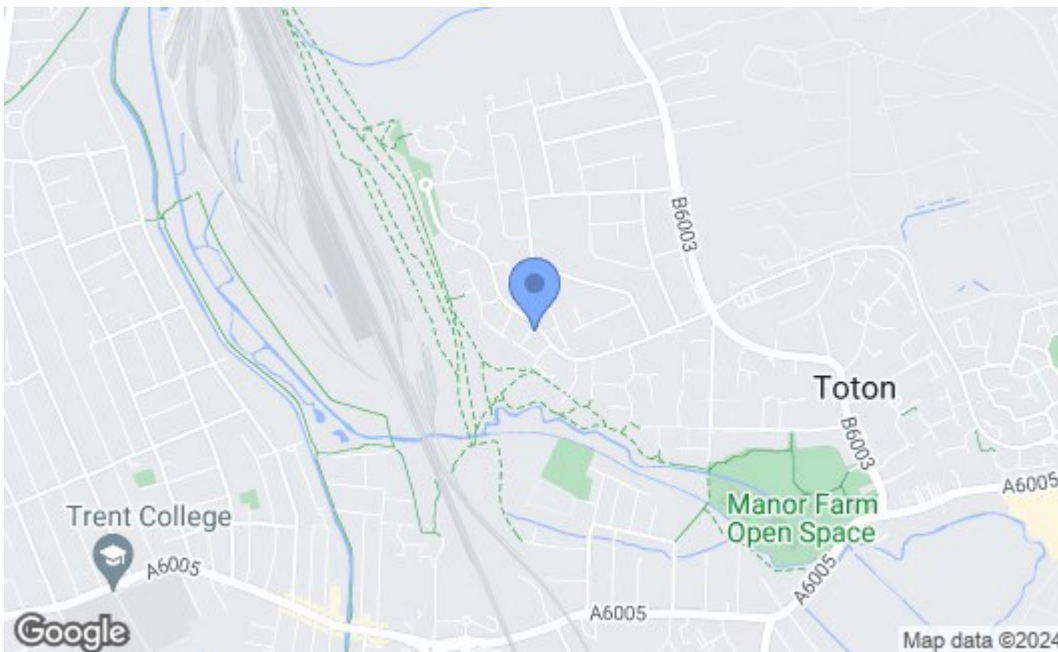 B6003
Toton
B6003
A6005
Manor Farm
Open Space
Trent College
A6005
A6005
A6005
Google
Map data ©2024